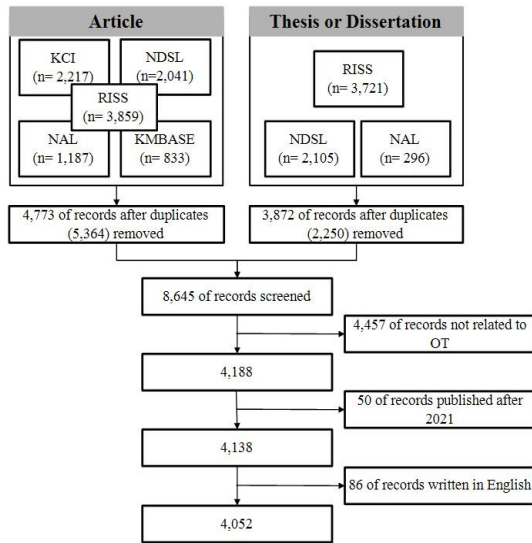 Article
KCI
(n= 2,217)
NDSL
(n=2,041)
RISS
(n= 3,859)
NAL
(n= 1,187)
KMBASE
(n= 833)
4,773 of records after duplicates
(5,364) removed
Thesis or Dissertation
RISS
(n= 3,721)
NDSL
(n= 2,105)
NAL
(n= 296)
3,872 of records after duplicates
(2,250) removed
8,645 of records screened
4,457 of records not related to
OT
4,188
50 of records published after
2021
4,138
86 of records written in English
4,052